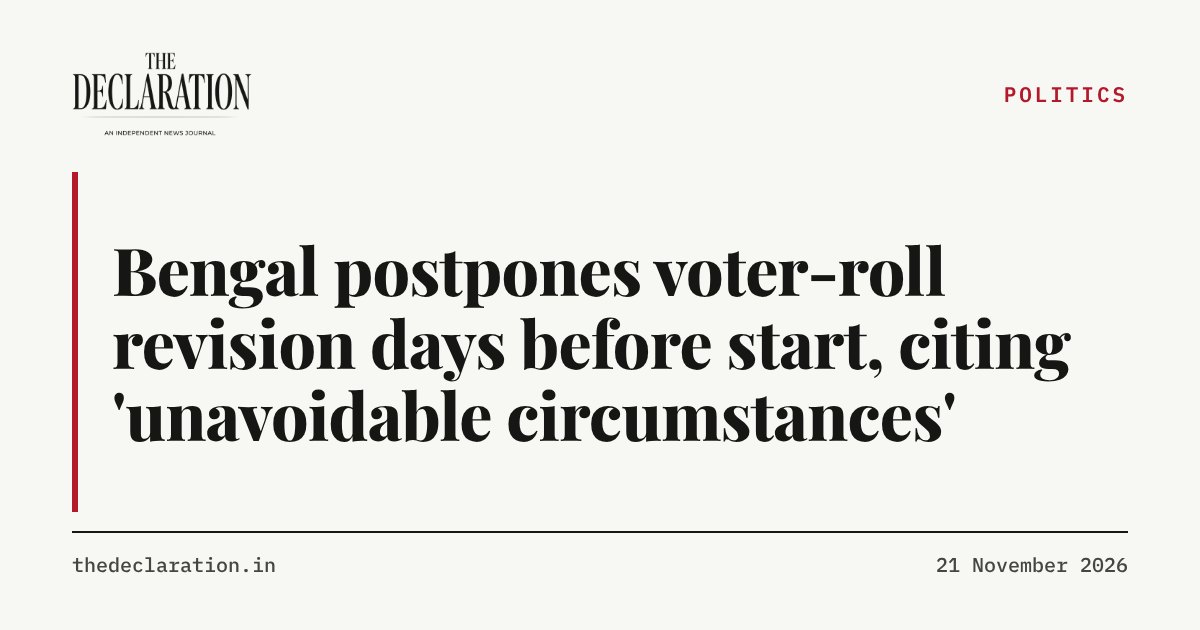 THE
DECLARATION
AN INDEPENDENT NEWS JOURNAL
POLITICS
Bengal postpones voter-roll
revision days before start, citing
'unavoidable circumstances'
thedeclaration.in
21 November 2026